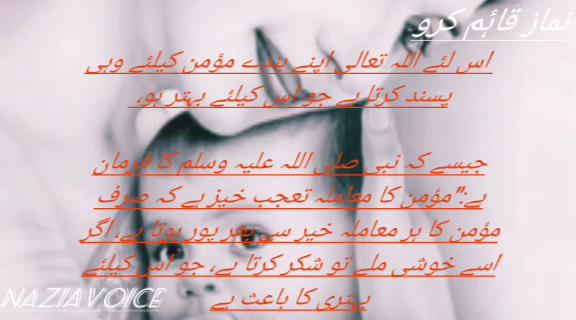 نماز قائم کرو
اس لئے اللہ تعالی اپنے بندے مؤمن کیلئے وہی
پسند کرتا ہے جو اس کیلئے بہتر ہو،
جیسے کہ نبی صلی اللہ علیہ وسلم کا فرمان
ہے:"مؤمن کا معاملہ تعجب خیز ہے کہ صرف
مؤمن کا ہر معاملہ خیر سے بھر پور ہوتا ہے، اگر
اسے خوشی ملے تو شکر کرتا ہے، جو اس کیلئے
بہتری کا باعث ہے
NAZIA VOICE